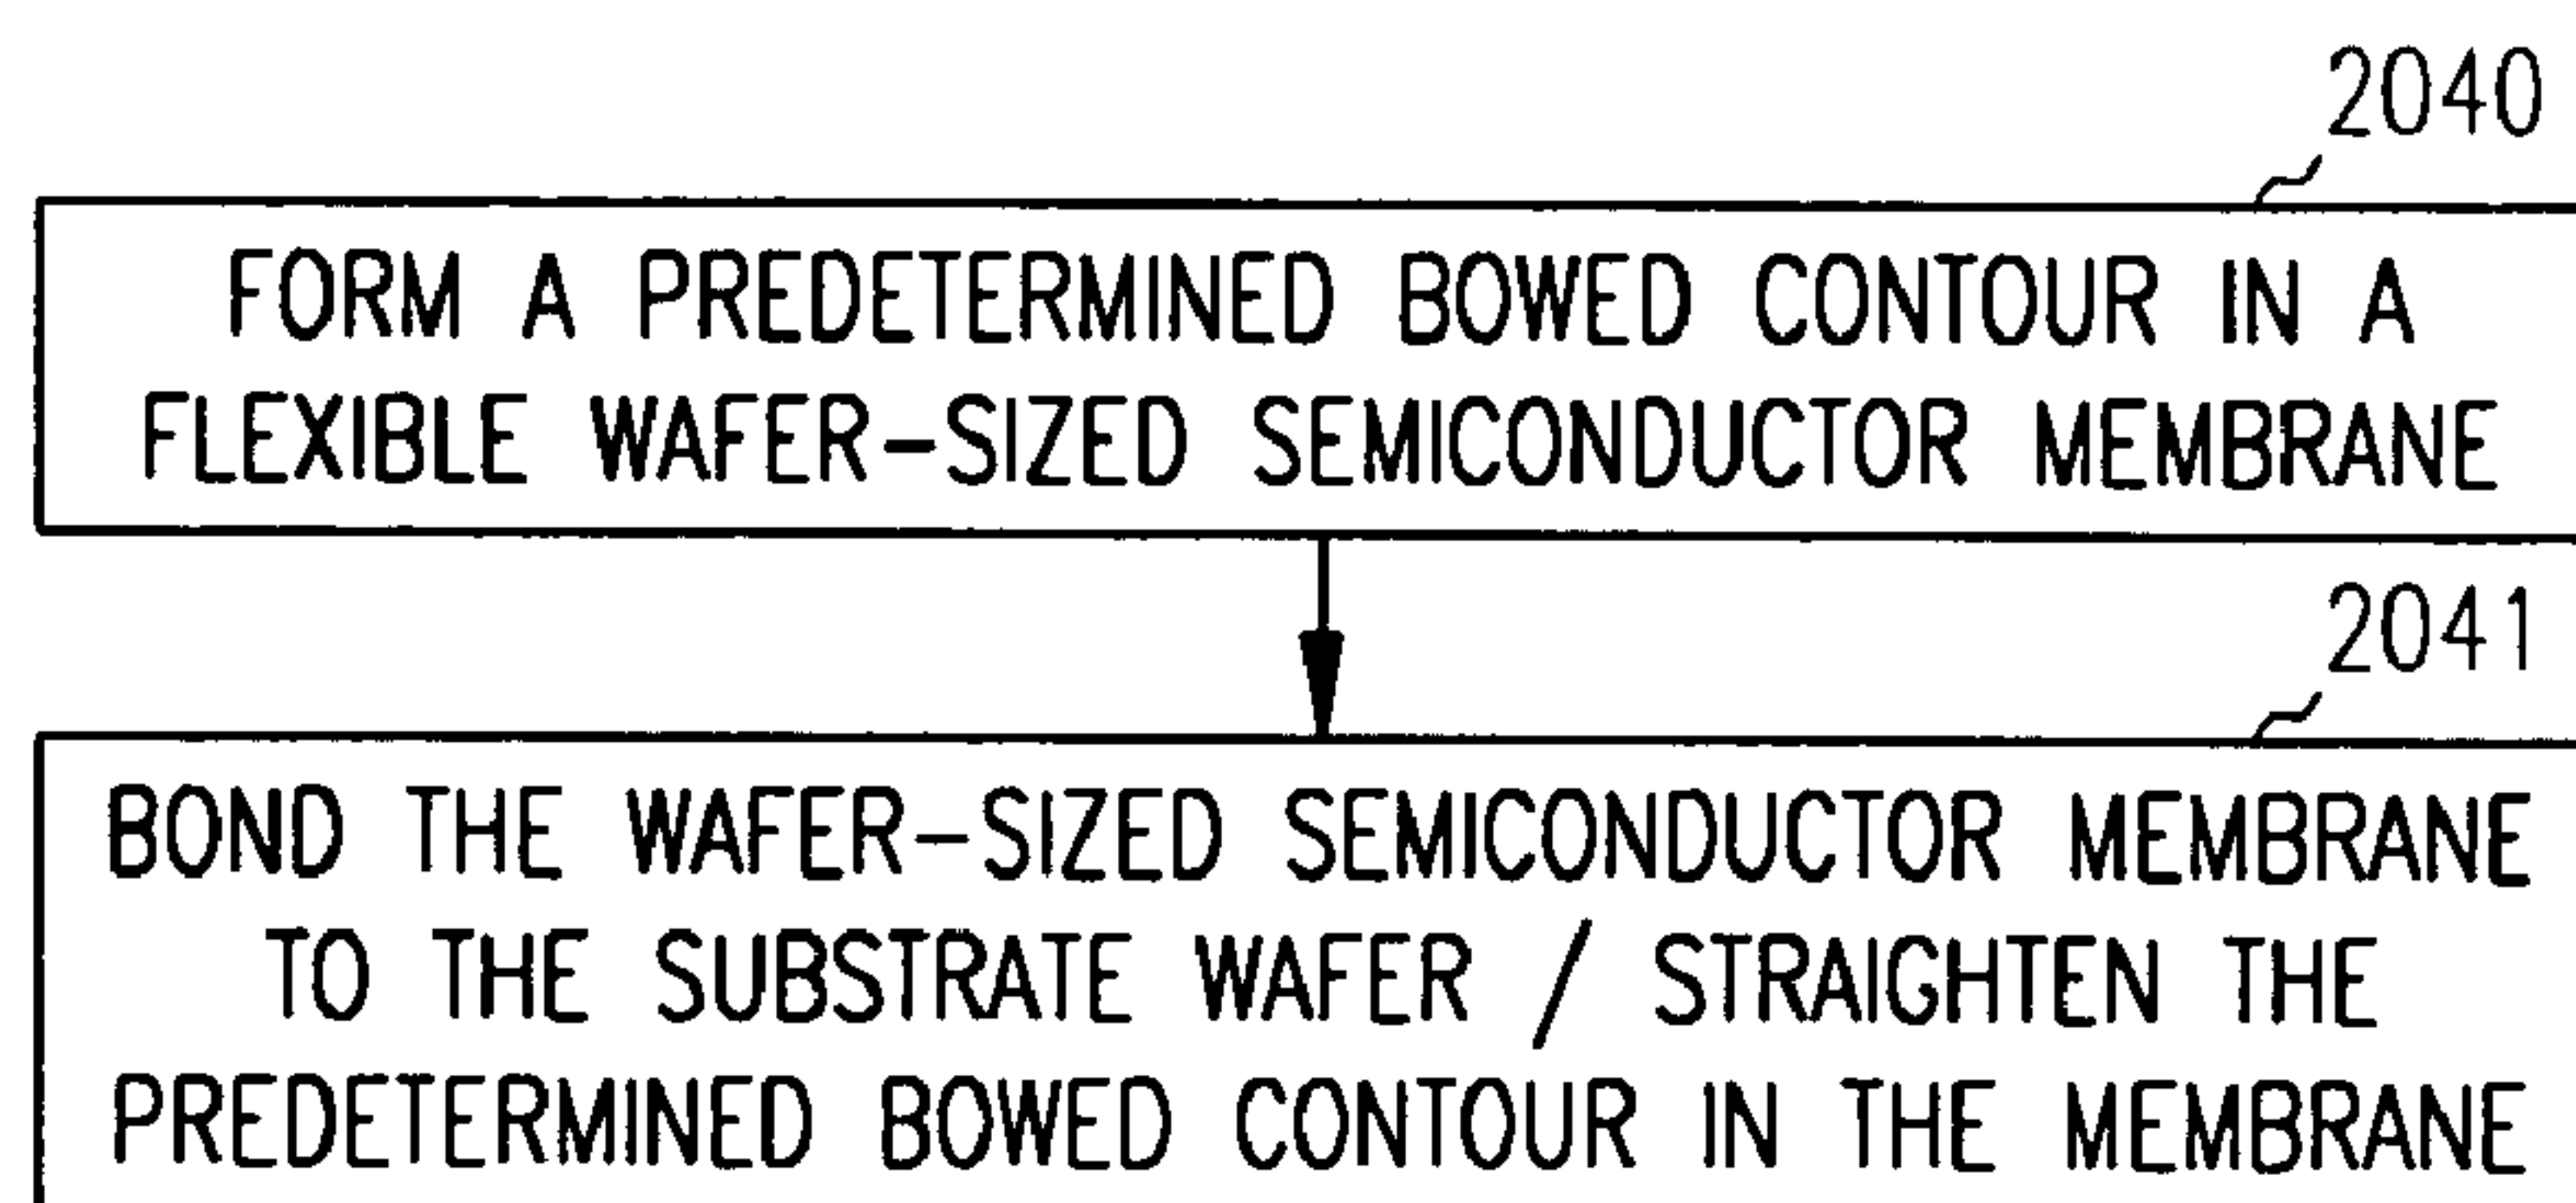 2040
FORM A PREDETERMINED BOWED CONTOUR IN A
FLEXIBLE WAFER-SIZED SEMICONDUCTOR MEMBRANE
2041
BOND THE WAFER-SIZED SEMICONDUCTOR MEMBRANE
TO THE SUBSTRATE WAFER / STRAIGHTEN THE
PREDETERMINED BOWED CONTOUR IN THE MEMBRANE